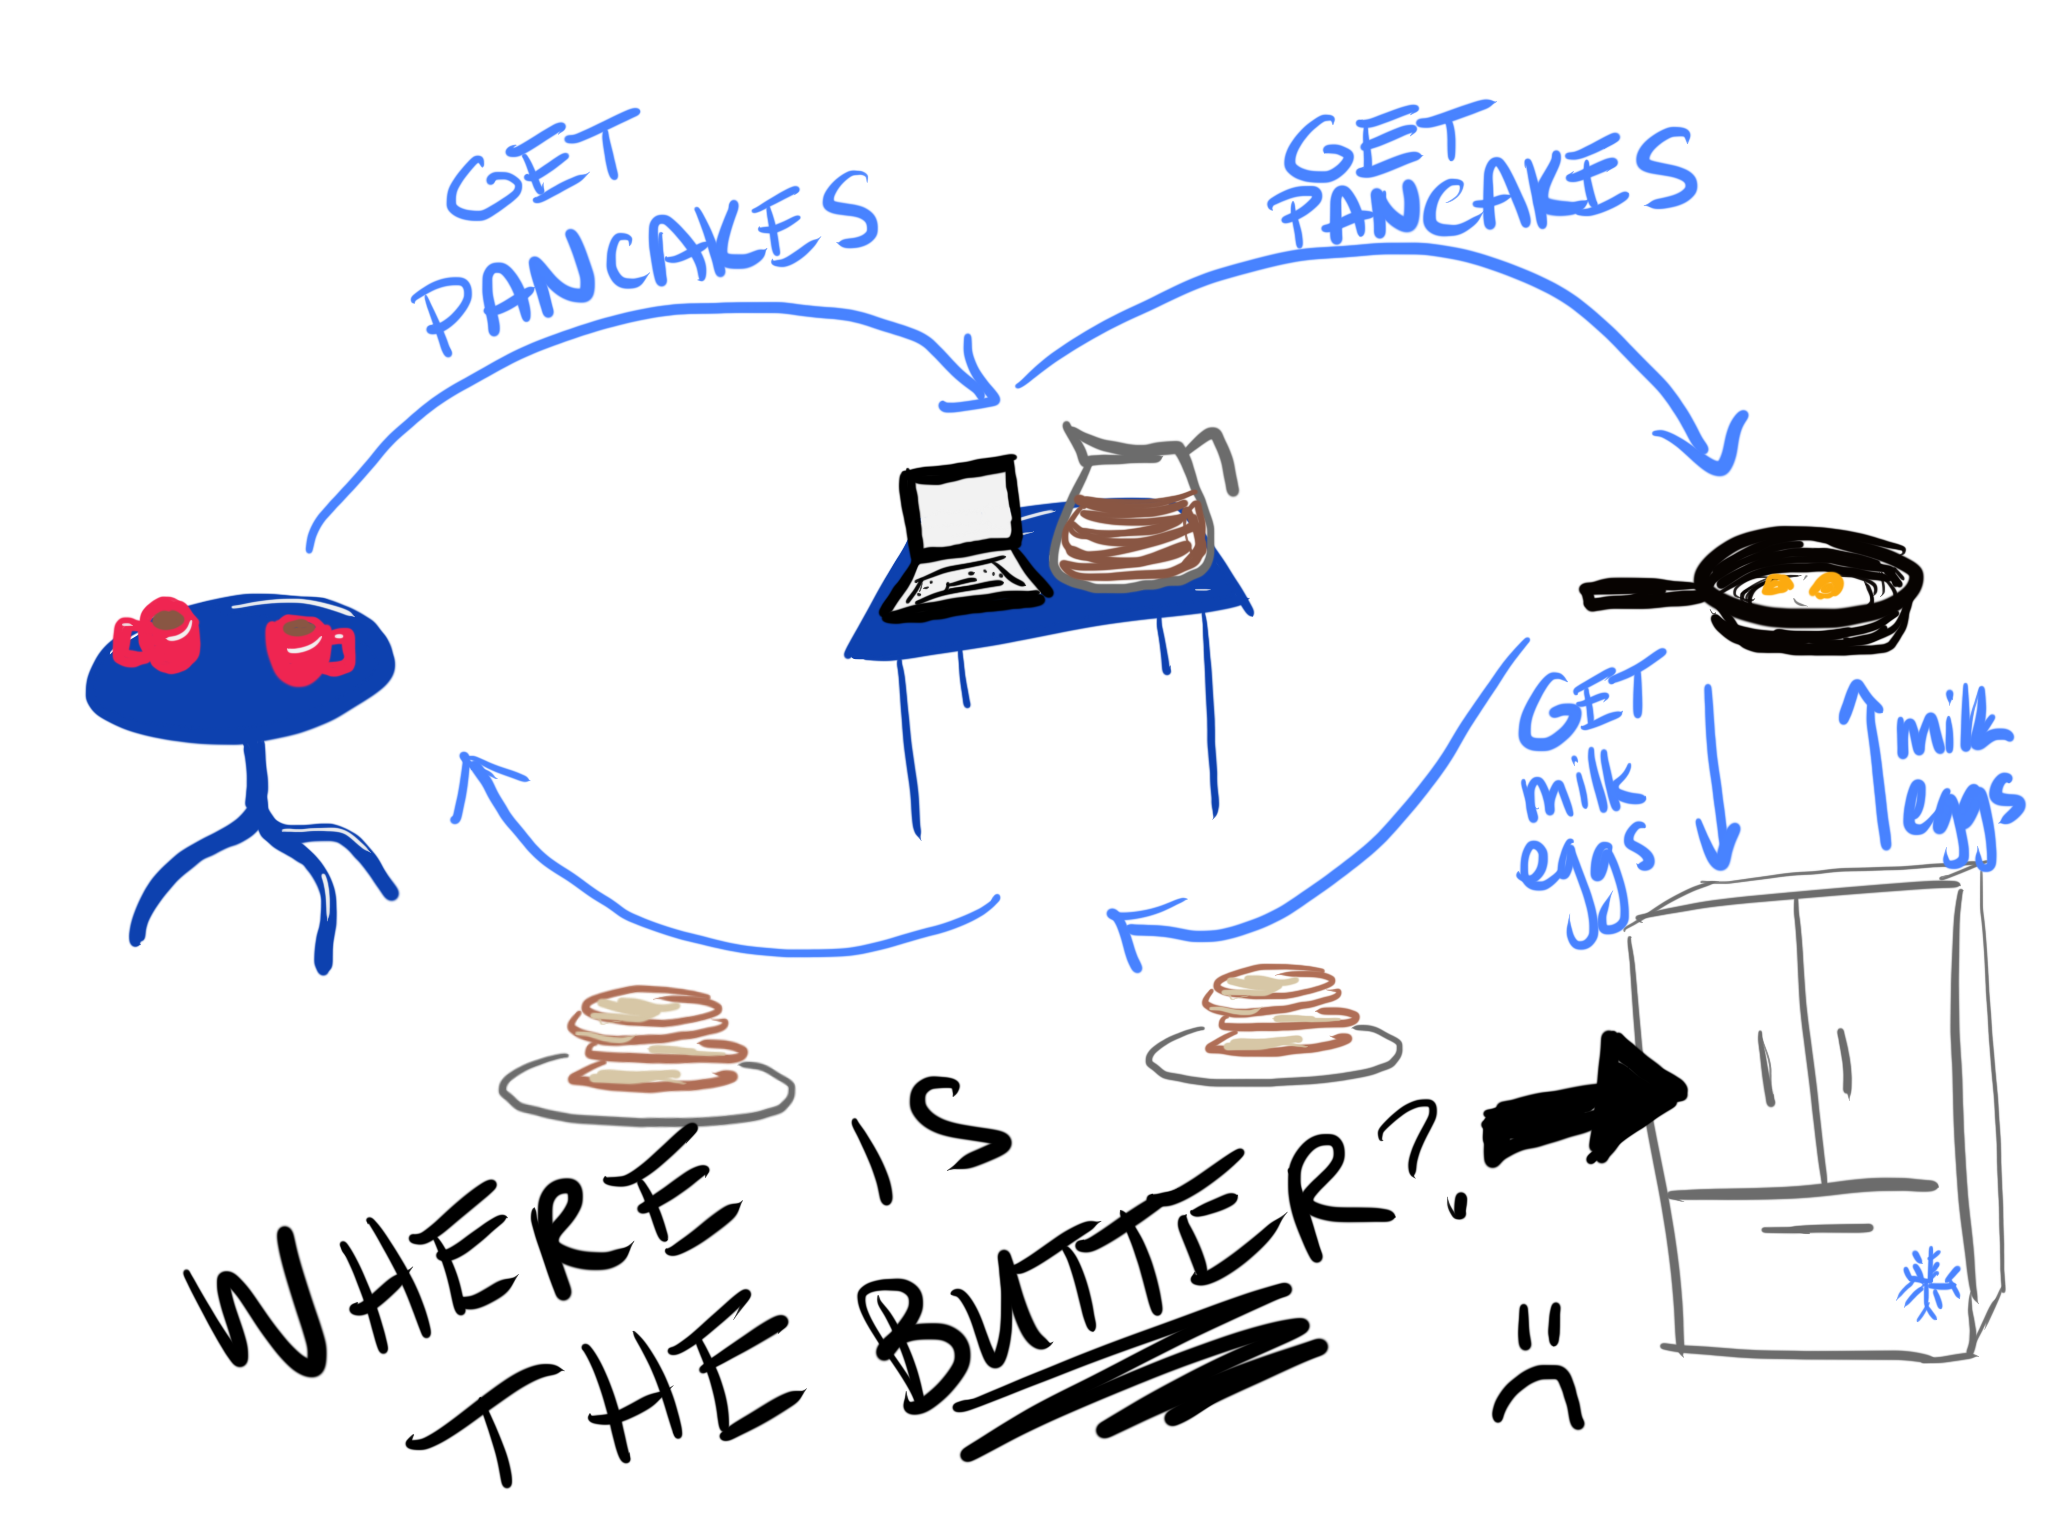 GET
PANCAKES
GET
PANCAKES
GET
milk
eggs
milk
eggs
WHERE IS
THE BUTTER?